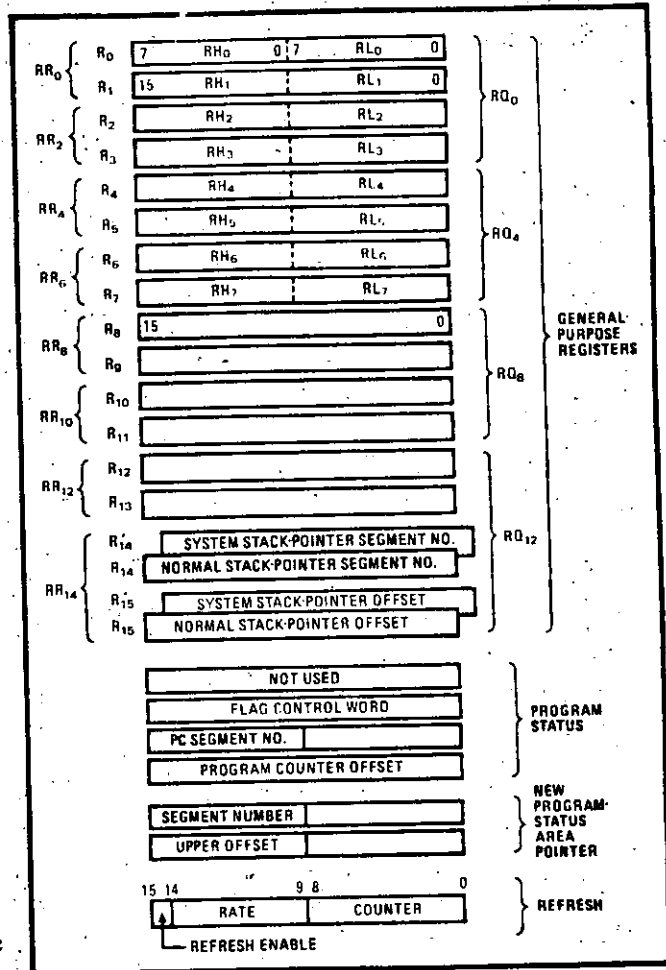 RR0 R0 7 RH0 0 7 RL0 0
R1 15 RH1 RL1 0
RQ0
RR2 R2 RH2 RL2
R3 RH3 RL3
RR4 R4 RH4 RL4
R5 RH5 RL5
RQ4
RR6 R6 RH6 RL6
R7 RH7 RL7
RR8 R8 15 0
R9
RQ8
GENERAL-
PURPOSE
REGISTERS
RR10 R10
R11
RR12 R12
R13
RQ12
RR14 R'14 SYSTEM STACK-POINTER SEGMENT NO.
R14 NORMAL STACK-POINTER SEGMENT NO.
R'15 SYSTEM STACK-POINTER OFFSET
R15 NORMAL STACK-POINTER OFFSET
NOT USED
FLAG CONTROL WORD
PC SEGMENT NO.
PROGRAM COUNTER OFFSET
PROGRAM
STATUS
SEGMENT NUMBER
UPPER OFFSET
NEW
PROGRAM-
STATUS
AREA
POINTER
15 14 9 8 0
RATE COUNTER
REFRESH
REFRESH ENABLE